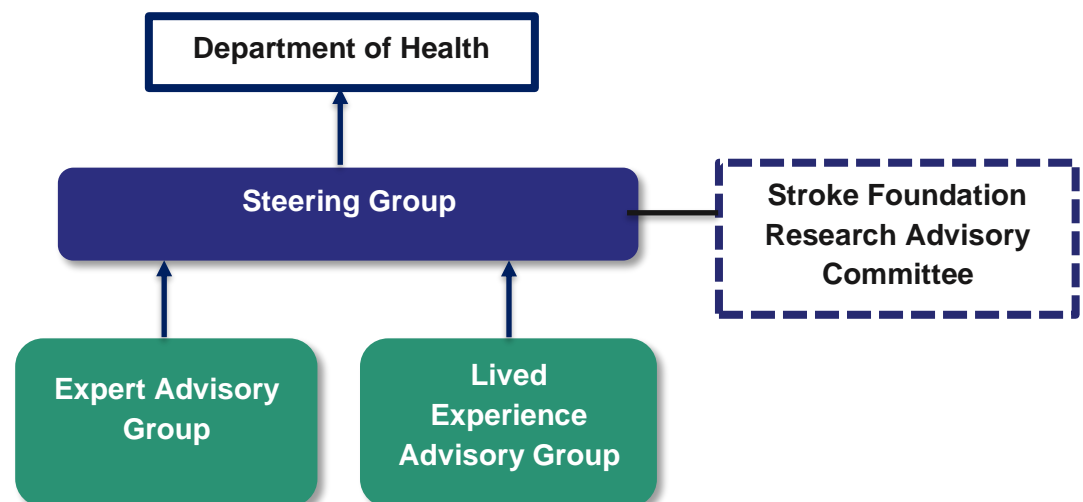 Department of Health
Steering Group
Stroke Foundation
Research Advisory
Committee
Expert Advisory
Group
Lived
Experience
Advisory Group